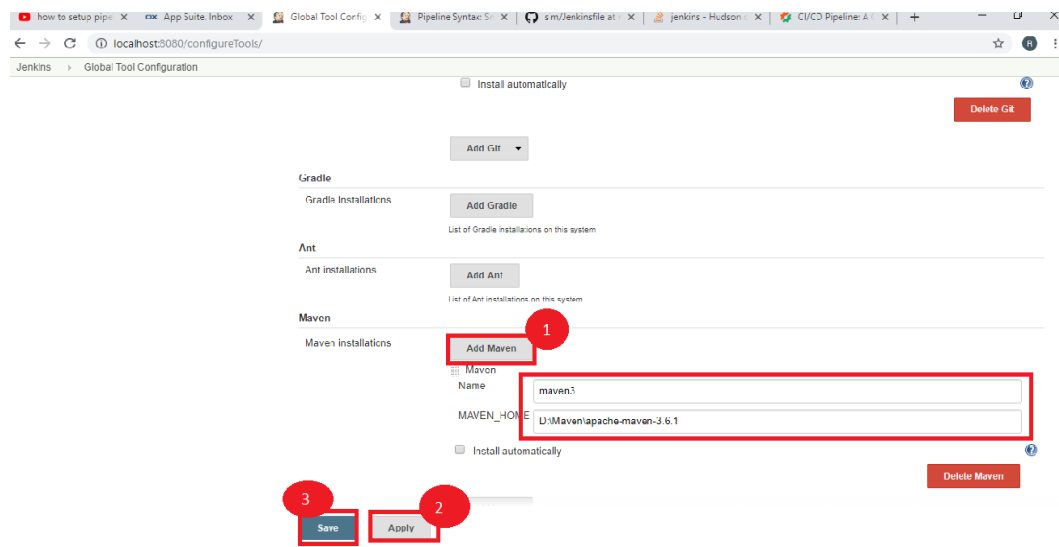 how to setup pipe App Suite. Inbox Global Tool Config Pipeline Syntax: Sn sm/Jenkinsfile at jenkins - Hudson CI/CD Pipeline: A
localhost:8080/configureTools/ R
Jenkins Global Tool Configuration
Install automatically
Delete Git
Add Git
Gradle
Gradle Installations Add Gradle
List of Gradle installations on this system
Ant
Ant installations Add Ant
List of Ant installations on this system
Maven
1
Maven installations Add Maven
Maven
Name maven3
MAVEN_HOME D:\Maven\apache-maven-3.6.1
Install automatically
Delete Maven
3 2
Save Apply